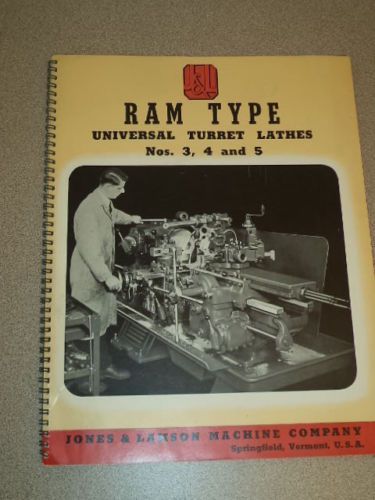 J&L
RAM TYPE
UNIVERSAL TURRET LATHES
Nos. 3, 4 and 5
JONES & LAMSON MACHINE COMPANY
Springfield, Vermont, U.S.A.